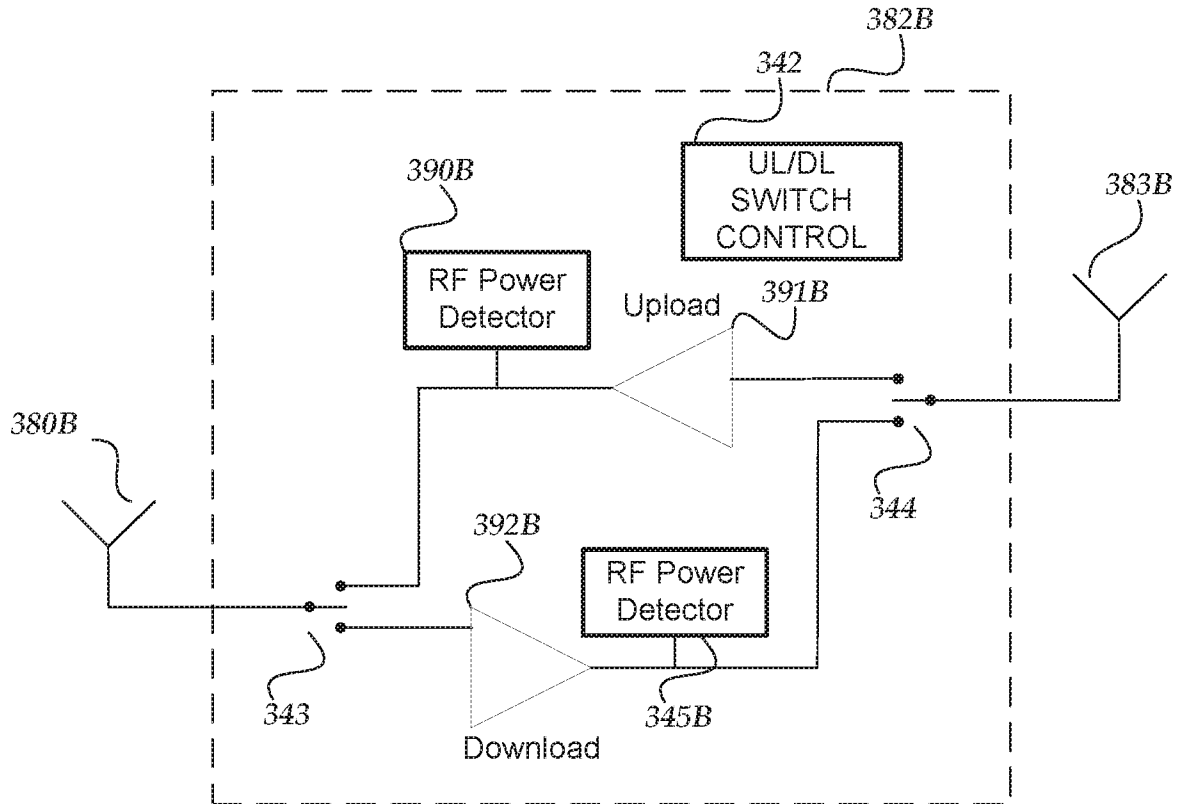 382B
342
UL/DL
SWITCH
CONTROL
390B
383B
RF Power
Detector
Upload
391B
380B
344
392B
RF Power
Detector
343
345B
Download